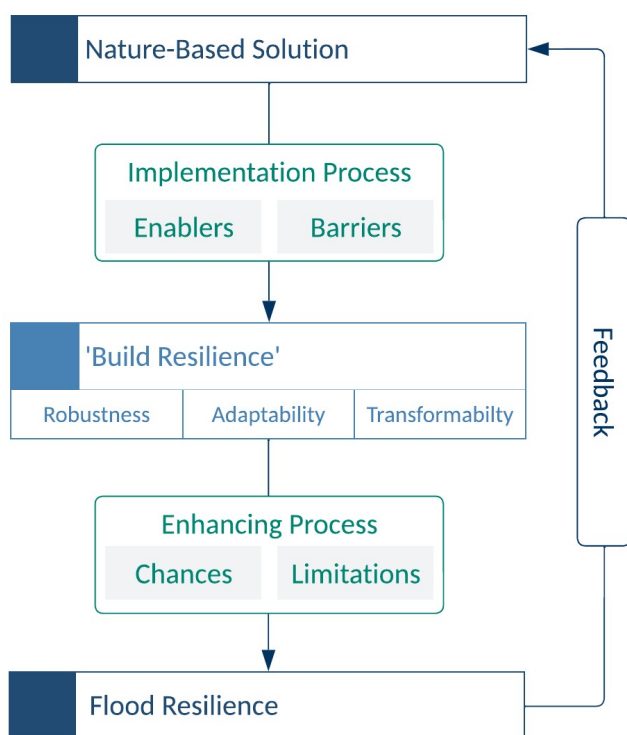 Nature-Based Solution
Implementation Process
Enablers
Barriers
'Build Resilience'
Robustness
Adaptability
Transformabilty
Enhancing Process
Chances
Limitations
Flood Resilience
Feedback